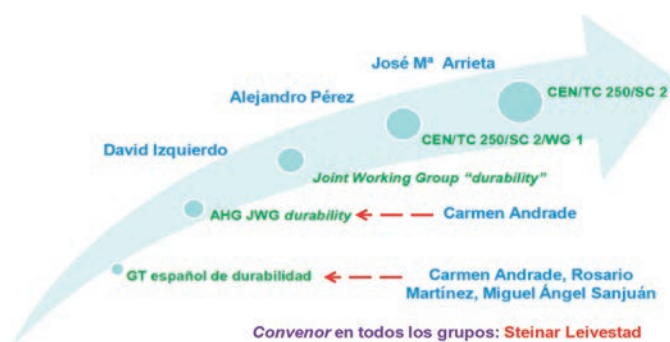 José Mª Arrieta
CEN/TC 250/SC 2
Alejandro Pérez
CEN/TC 250/SC 2/WG 1
David Izquierdo
Joint Working Group “durability”
AHG JWG durability
Carmen Andrade
GT español de durabilidad
Carmen Andrade, Rosario
Martínez, Miguel Ángel Sanjuán
Convenor en todos los grupos: Steinar Leivestad